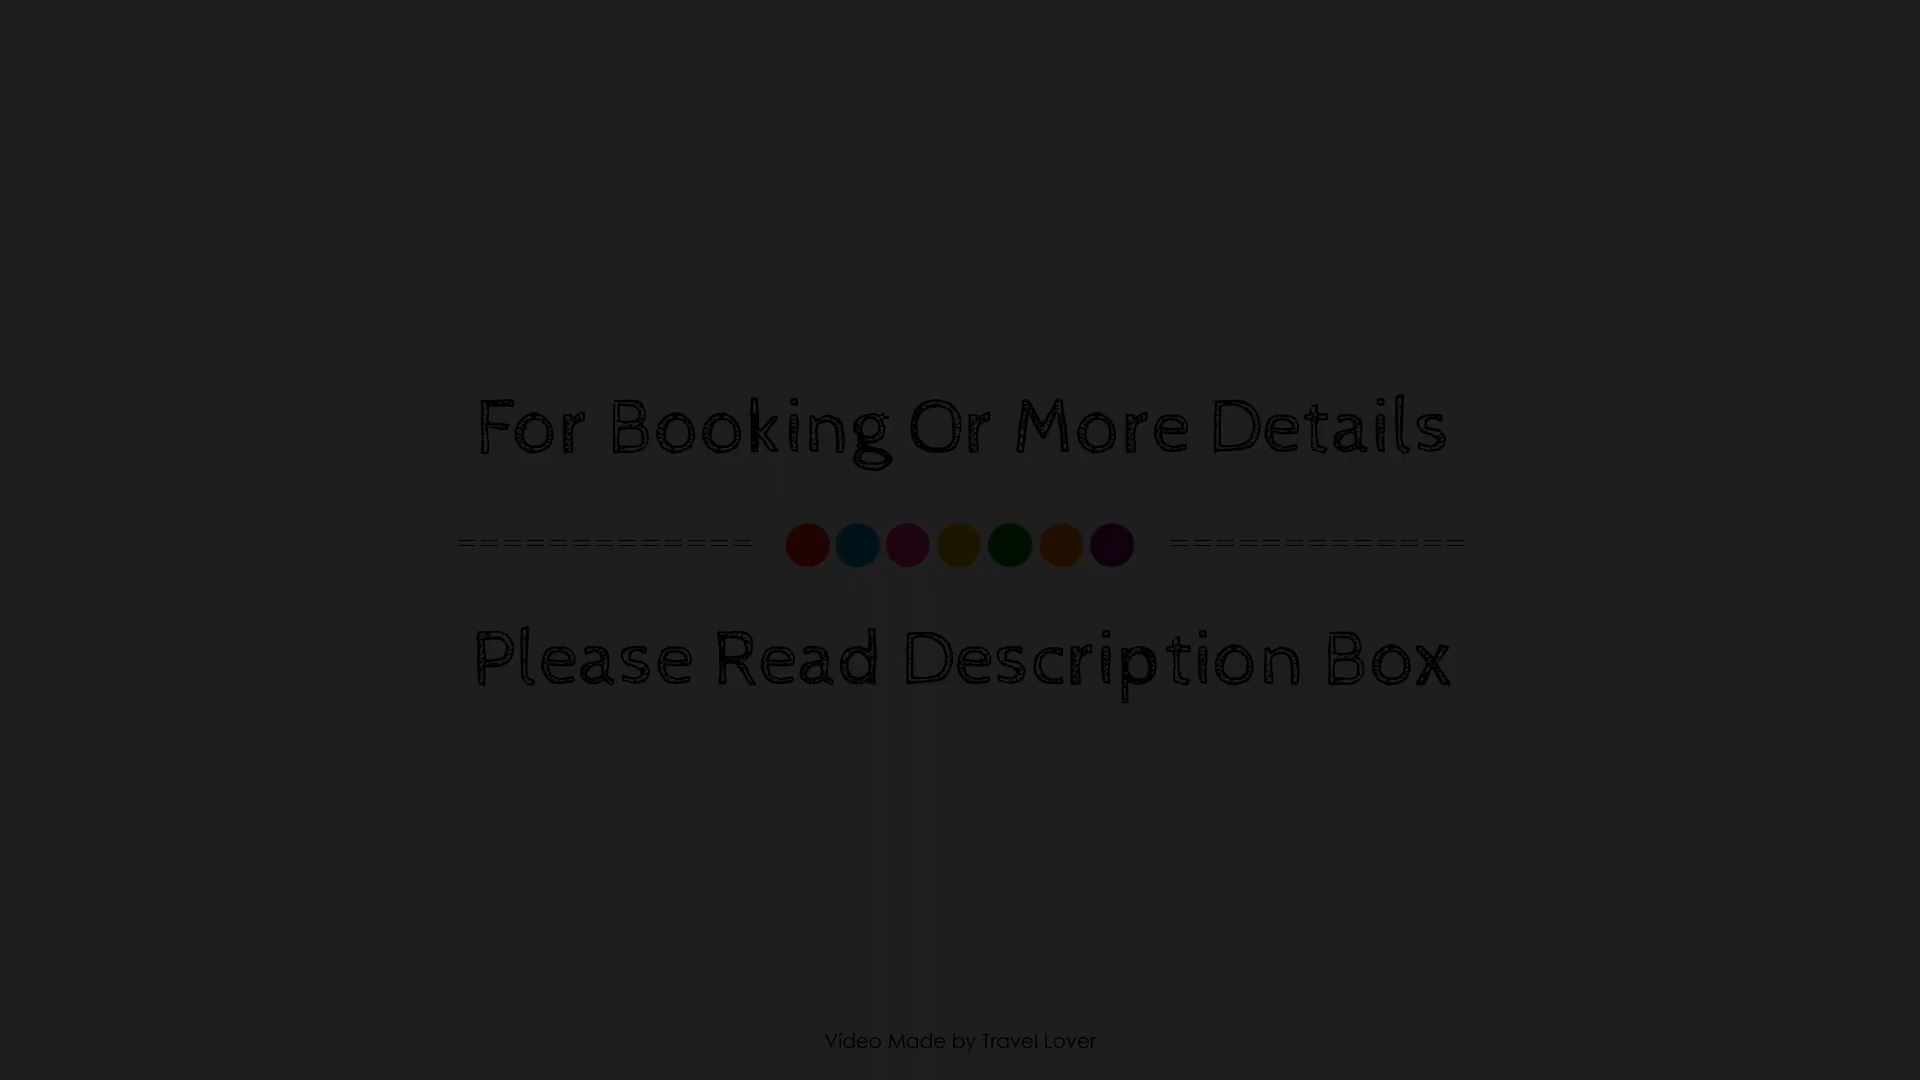 For Booking Or More Details
============= =============
Please Read Description Box
Video Made by Travel Lover